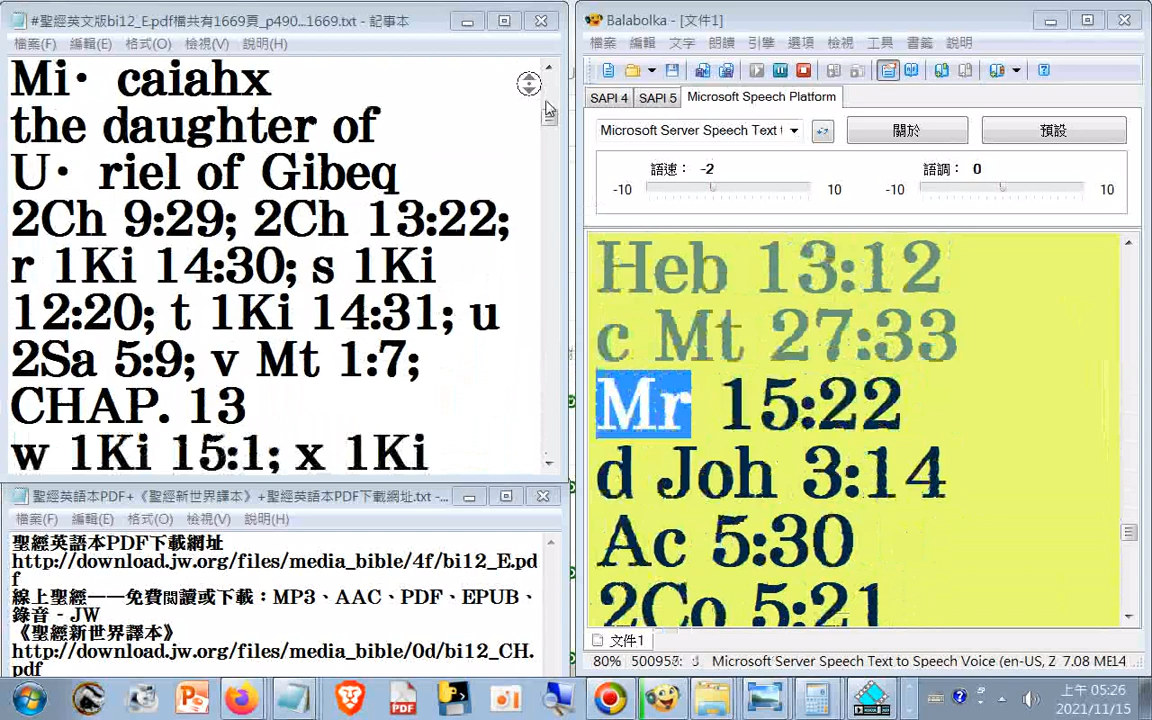 #聖經英文版bi12_E.pdf檔共有1669頁_p490...1669.txt - 記事本
檔案(F) 編輯(E) 格式(O) 檢視(V) 說明(H)
Mi· caiahx
the daughter of
U· riel of Gibeq
2Ch 9:29; 2Ch 13:22;
r 1Ki 14:30; s 1Ki
12:20; t 1Ki 14:31; u
2Sa 5:9; v Mt 1:7;
CHAP. 13
w 1Ki 15:1; x 1Ki
聖經英語本PDF+《聖經新世界譯本》+聖經英語本PDF下載網址.txt -...
檔案(F) 編輯(E) 格式(O) 檢視(V) 說明(H)
聖經英語本PDF下載網址
http://download.jw.org/files/media_bible/4f/bi12_E.pd
f
線上聖經——免費閱讀或下載：MP3、AAC、PDF、EPUB、
錄音 - JW
《聖經新世界譯本》
http://download.jw.org/files/media_bible/0d/bi12_CH.
pdf
Balabolka - [文件1]
檔案 編輯 文字 朗讀 引擎 選項 檢視 工具 書籤 說明
SAPI 4 SAPI 5 Microsoft Speech Platform
Microsoft Server Speech Text t 關於 預設
語速： -2 語調： 0
-10 10 -10 10
Heb 13:12
c Mt 27:33
Mr 15:22
d Joh 3:14
Ac 5:30
2Co 5:21
文件1
80% Microsoft Server Speech Text to Speech Voice (en-US, Z 7.08 ME14
上午 05:26
2021/11/15